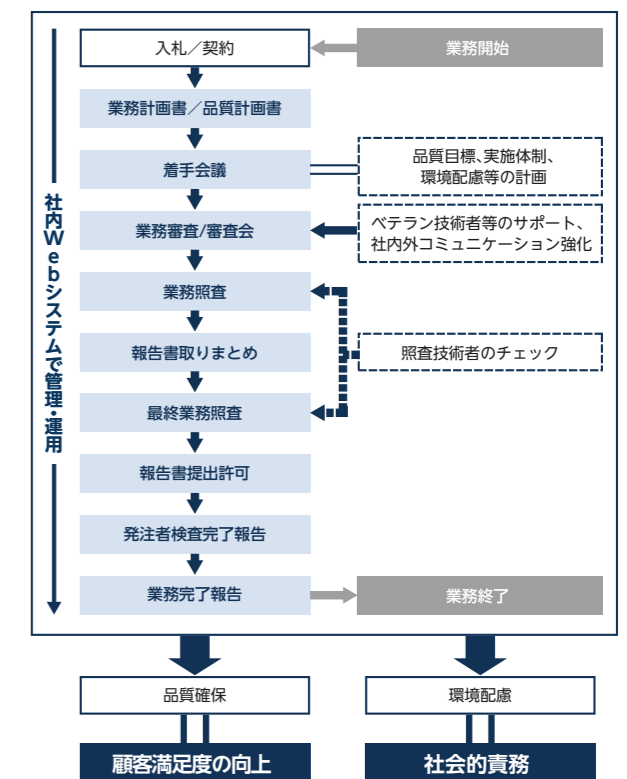 入札／契約
業務開始
業務計画書／品質計画書
着手会議
品質目標、実施体制、
環境配慮等の計画
業務審査/審査会
ベテラン技術者等のサポート、
社内外コミュニケーション強化
業務照査
報告書取りまとめ
照査技術者のチェック
最終業務照査
報告書提出許可
発注者検査完了報告
業務完了報告
業務終了
社内Webシステムで管理・運用
品質確保
環境配慮
顧客満足度の向上
社会的責務